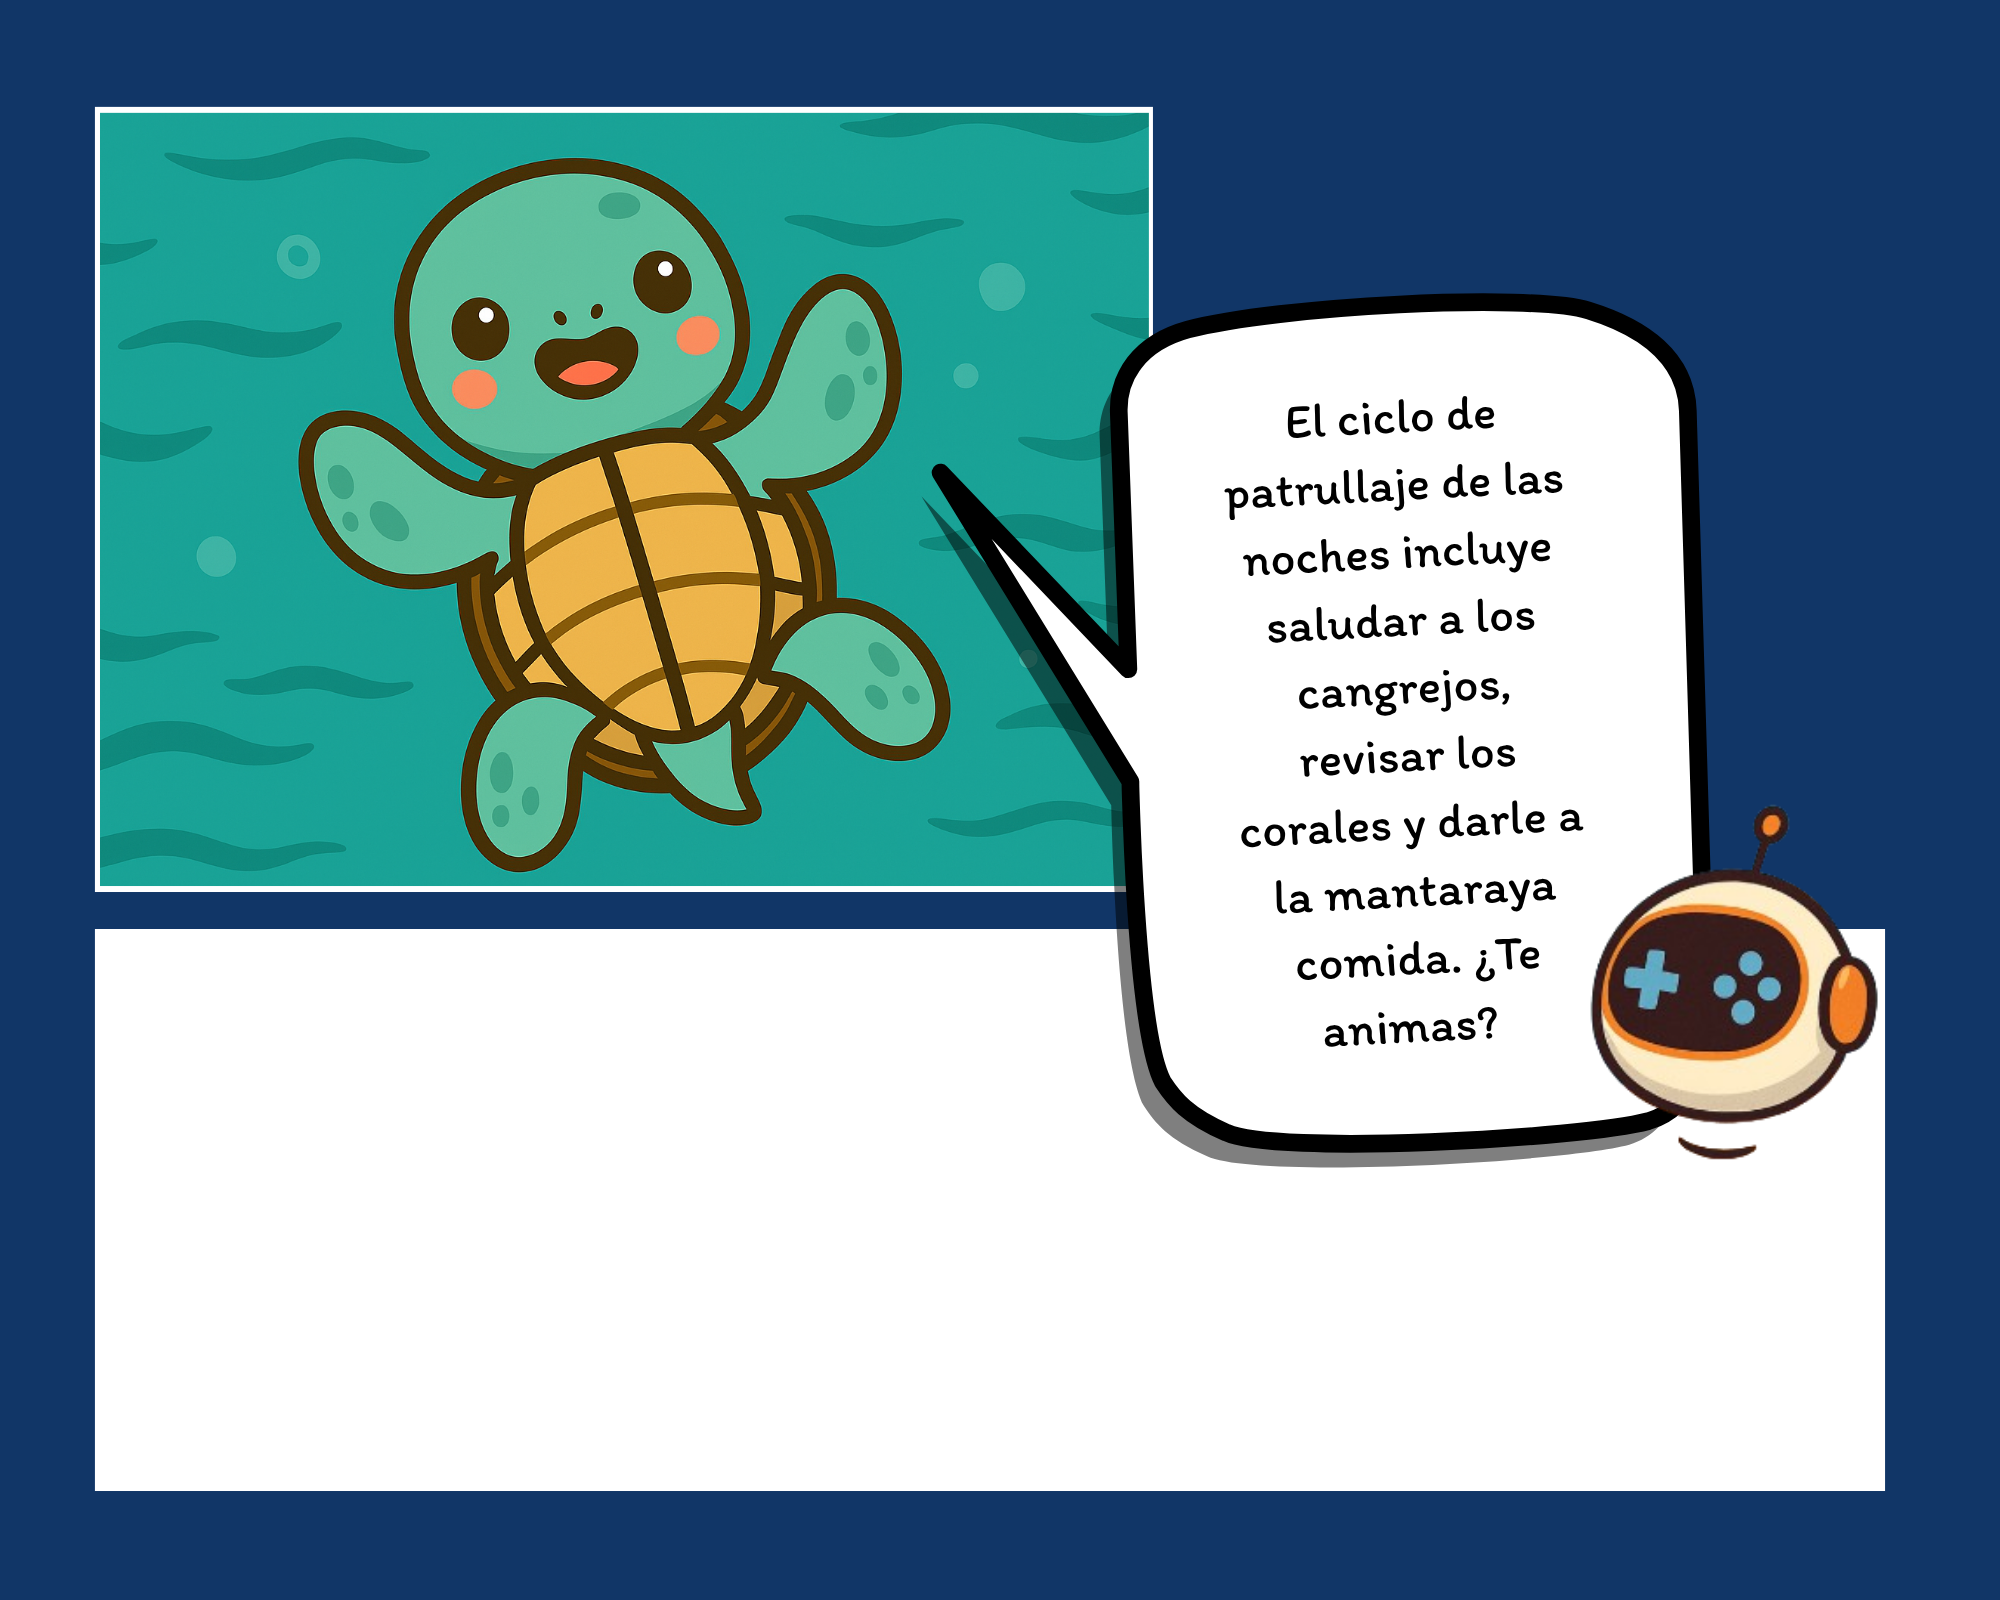 El ciclo de
patrullaje de las
noches incluye
saludar a los
cangrejos,
revisar los
corales y darle a
la mantaraya
comida. ¿Te
animas?